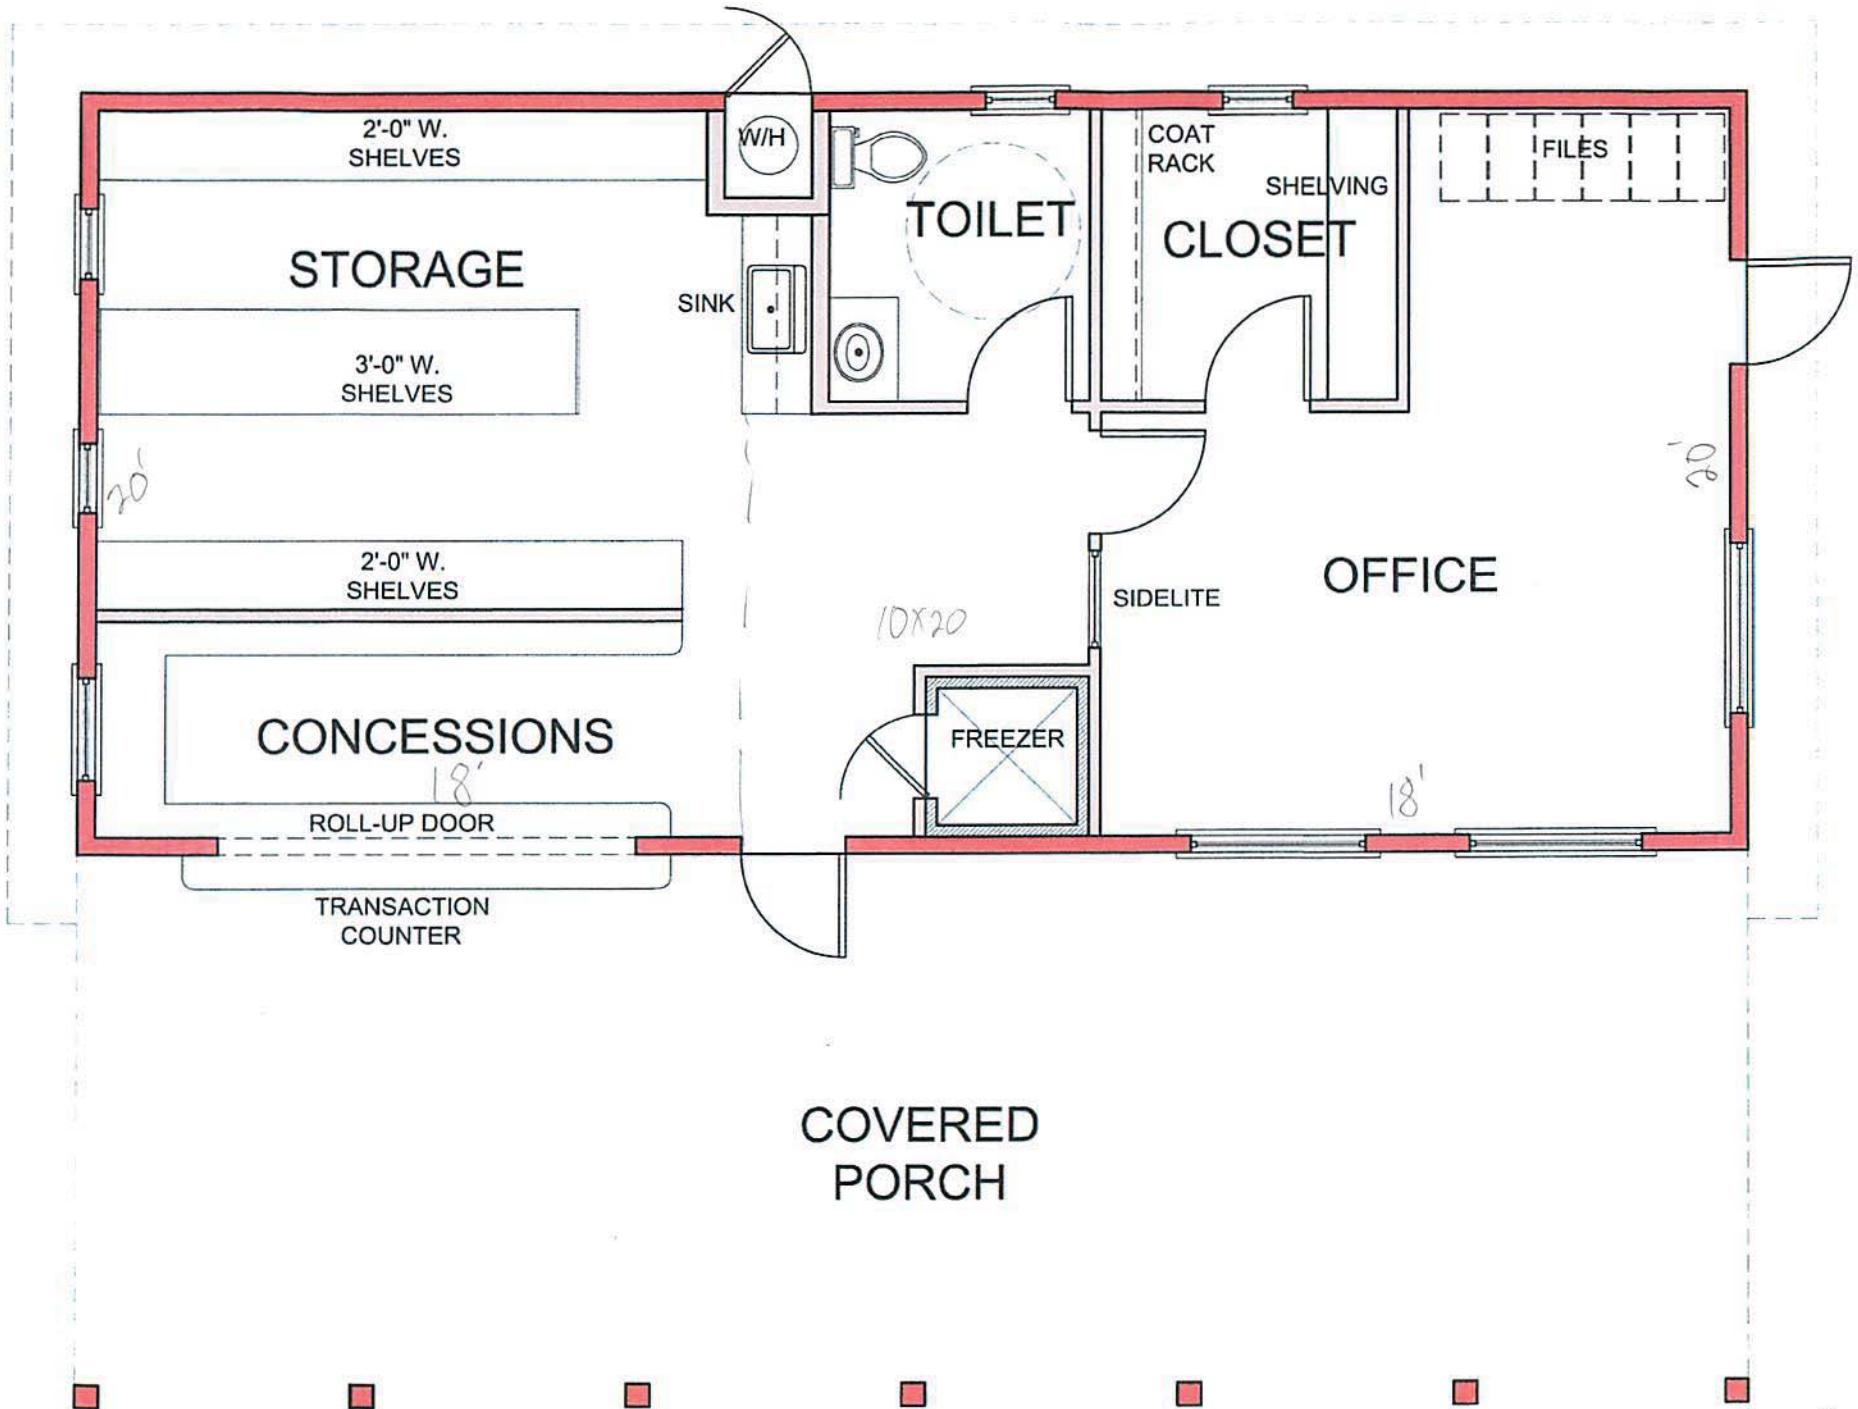 2'-0" W.
SHELVES
W/H
COAT
RACK
FILES
SHELVING
TOILET
CLOSET
STORAGE
SINK
3'-0" W.
SHELVES
20'
20'
2'-0" W.
SHELVES
OFFICE
SIDELITE
10X20
CONCESSIONS
FREEZER
18'
18'
ROLL-UP DOOR
TRANSACTION
COUNTER
COVERED
PORCH